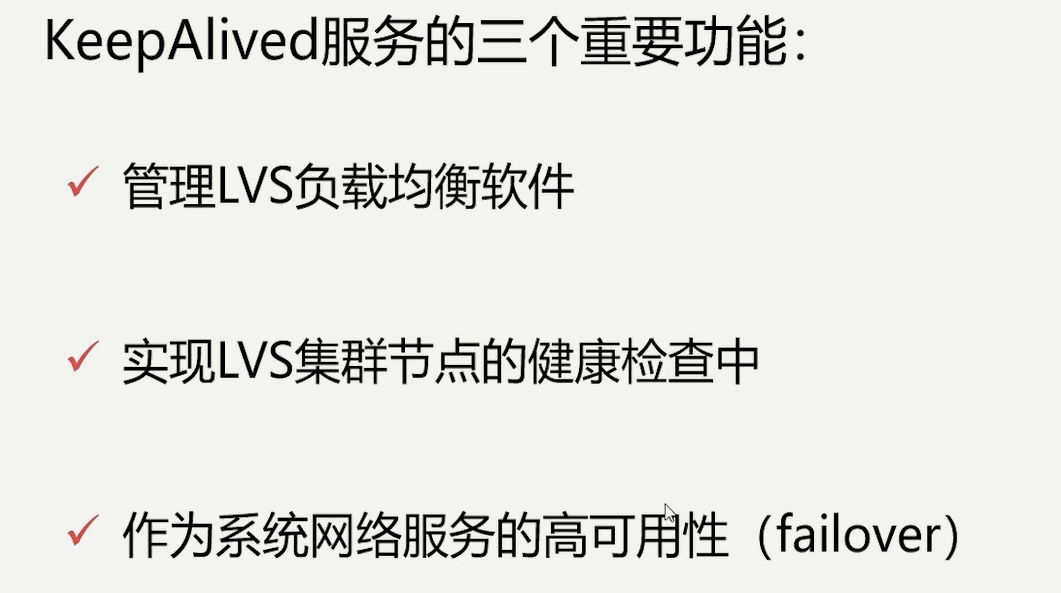 KeepAlived服务的三个重要功能：
管理LVS负载均衡软件
实现LVS集群节点的健康检查中
作为系统网络服务的高可用性（failover）